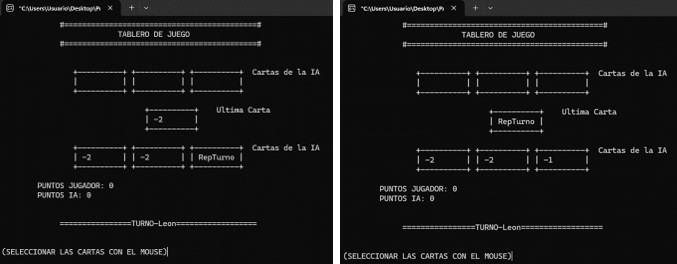 "C:\Users\Usuario\Desktop\Pr
TABLERO DE JUEGO
Cartas de la IA
Ultima Carta
-2
Cartas de la IA
-2 -2 RepTurno
PUNTOS JUGADOR: 0
PUNTOS IA: 0
================TURNO-Leon==================
(SELECCIONAR LAS CARTAS CON EL MOUSE)
"C:\Users\Usuario\Desktop\Pr
TABLERO DE JUEGO
Cartas de la IA
Ultima Carta
RepTurno
Cartas de la IA
-2 -2 -1
PUNTOS JUGADOR: 0
PUNTOS IA: 0
================TURNO-Leon==================
(SELECCIONAR LAS CARTAS CON EL MOUSE)